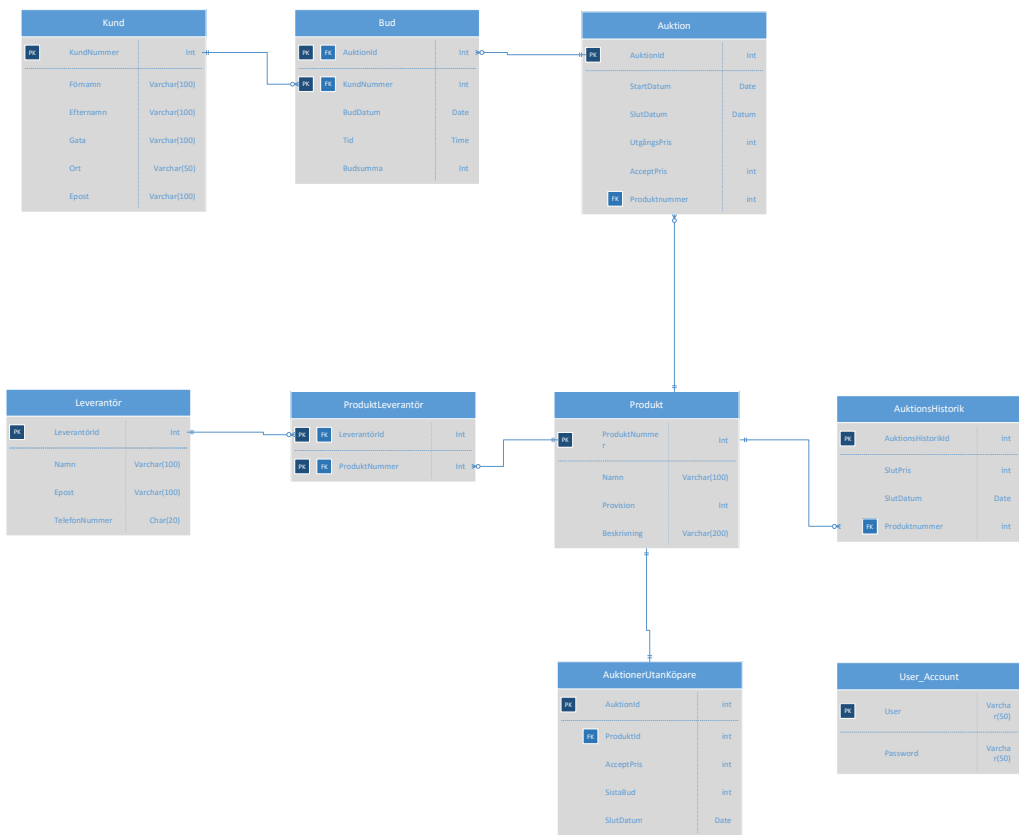 Kund
PK KundNummer Int
Förnamn Varchar(100)
Efternamn Varchar(100)
Gata Varchar(100)
Ort Varchar(50)
Epost Varchar(100)
Bud
PK FK AuktionId Int
PK FK KundNummer Int
BudDatum Date
Tid Time
Budsumma Int
Auktion
PK AuktionId Int
StartDatum Date
SlutDatum Datum
UtgångsPris int
AcceptPris int
FK Produktnummer int
Leverantör
PK LeverantörId Int
Namn Varchar(100)
Epost Varchar(100)
TelefonNummer Char(20)
ProduktLeverantör
PK FK LeverantörId Int
PK FK ProduktNummer Int
Produkt
PK ProduktNumme Int
r
Namn Varchar(100)
Provision Int
Beskrivning Varchar(200)
AuktionsHistorik
PK AuktionsHistorikId int
SlutPris int
SlutDatum Date
FK Produktnummer int
AuktionerUtanKöpare
PK AuktionId int
FK ProduktId int
AcceptPris int
SistaBud int
SlutDatum Date
User_Account
PK User Varcha
r(50)
Password Varcha
r(50)